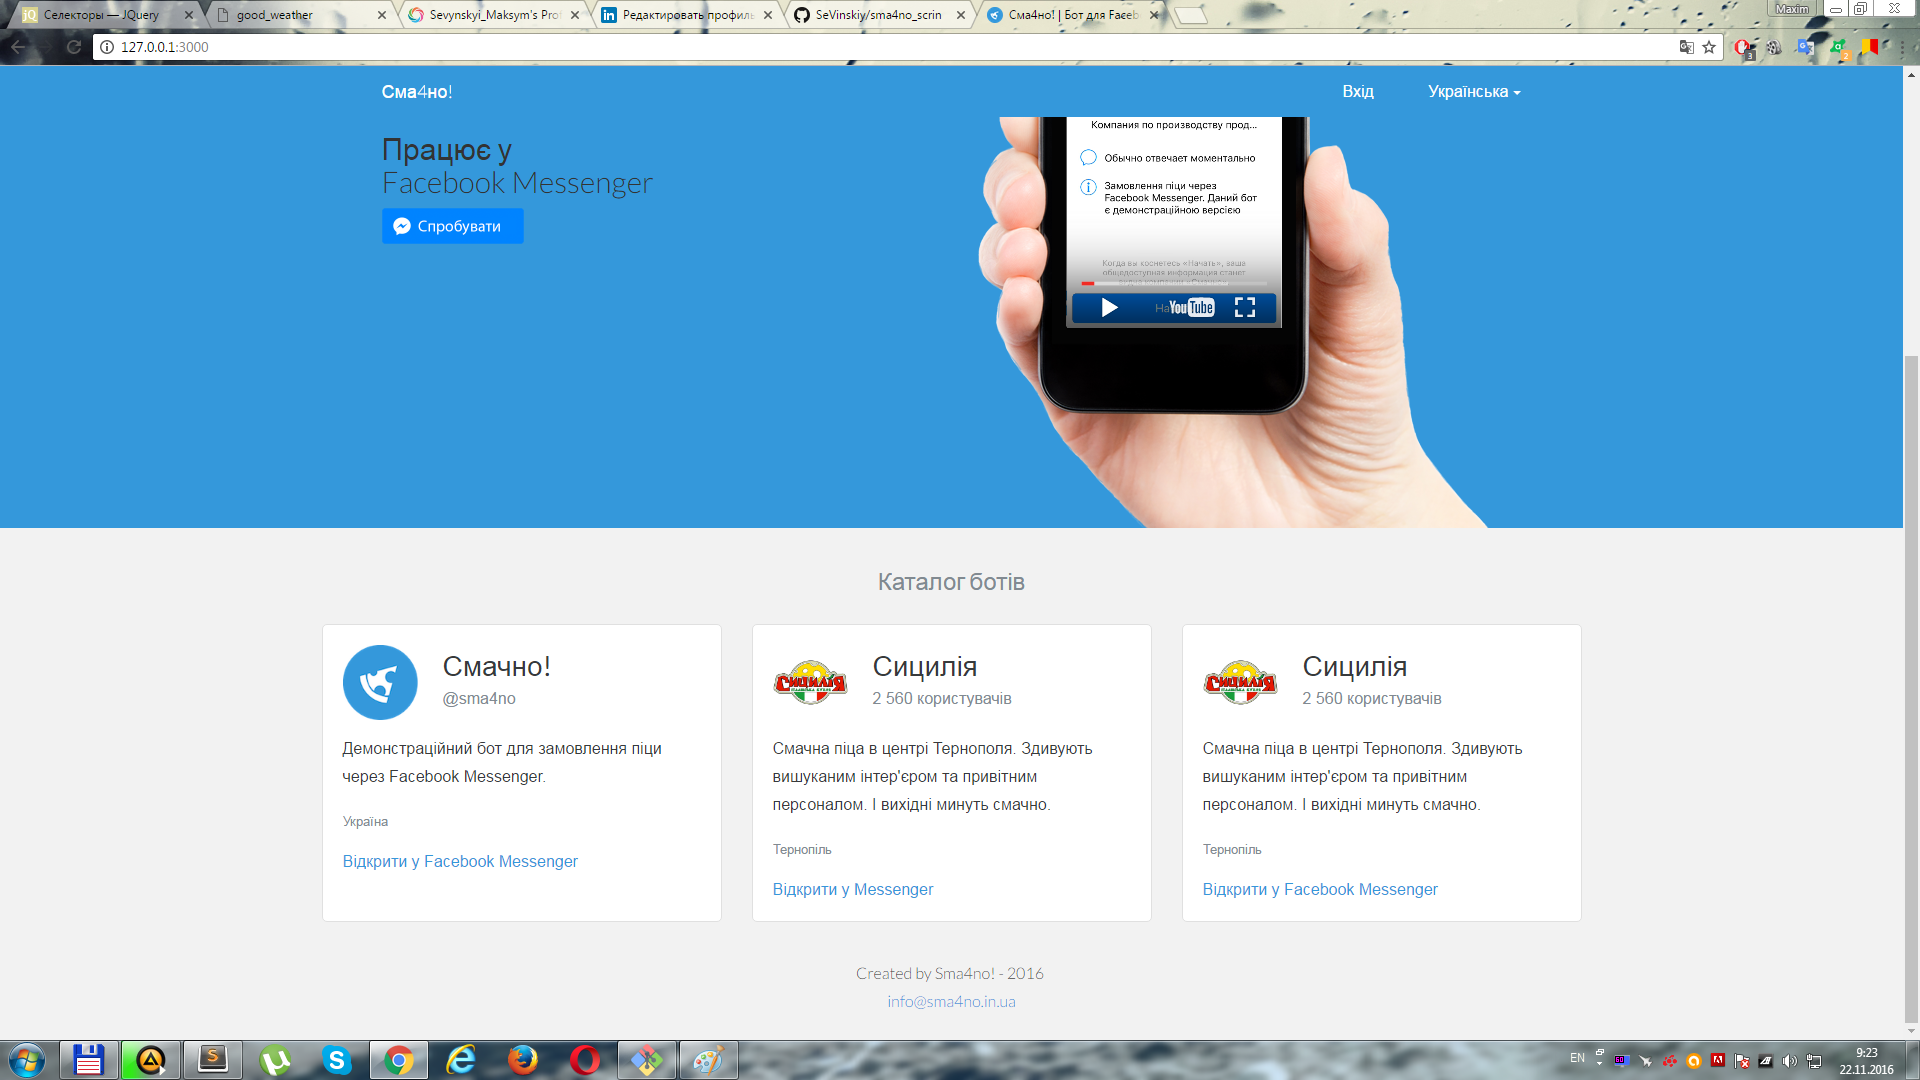 Селекторы — JQuery
good_weather
Sevynskyi_Maksym's Prof
Редактировать профиль
SeVinskiy/sma4no_scrin
Сма4но! | Бот для Faceb
Maxim
127.0.0.1:3000
Сма4но!
Вхід
Українська
Працює у
Facebook Messenger
Спробувати
Компания по производству прод...
Обычно отвечает моментально
Замовлення піци через
Facebook Messenger. Даний бот
є демонстраційною версією
Когда вы коснетесь «Начать», ваша
общедоступная информация станет
YouTube
Каталог ботів
Смачно!
@sma4no
Демонстраційний бот для замовлення піци
через Facebook Messenger.
Україна
Відкрити у Facebook Messenger
Сицилія
Сицилія
2 560 користувачів
Смачна піца в центрі Тернополя. Здивують
вишуканим інтер'єром та привітним
персоналом. І вихідні минуть смачно.
Тернопіль
Відкрити у Messenger
Сицилія
Сицилія
2 560 користувачів
Смачна піца в центрі Тернополя. Здивують
вишуканим інтер'єром та привітним
персоналом. І вихідні минуть смачно.
Тернопіль
Відкрити у Facebook Messenger
Created by Sma4no! - 2016
info@sma4no.in.ua
EN
9:23
22.11.2016